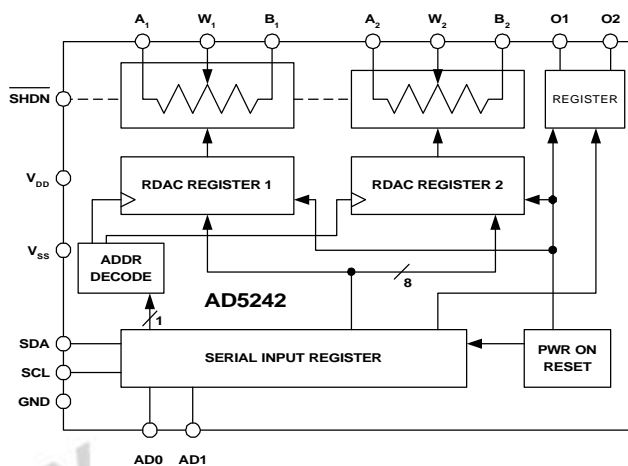 A1 W1 B1 A2 W2 B2 O1 O2
SHDN
REGISTER
VDD
RDAC REGISTER 1
RDAC REGISTER 2
VSS
ADDR
DECODE
8
AD5242
1
SDA
SERIAL INPUT REGISTER
PWR ON
RESET
SCL
GND
AD0 AD1